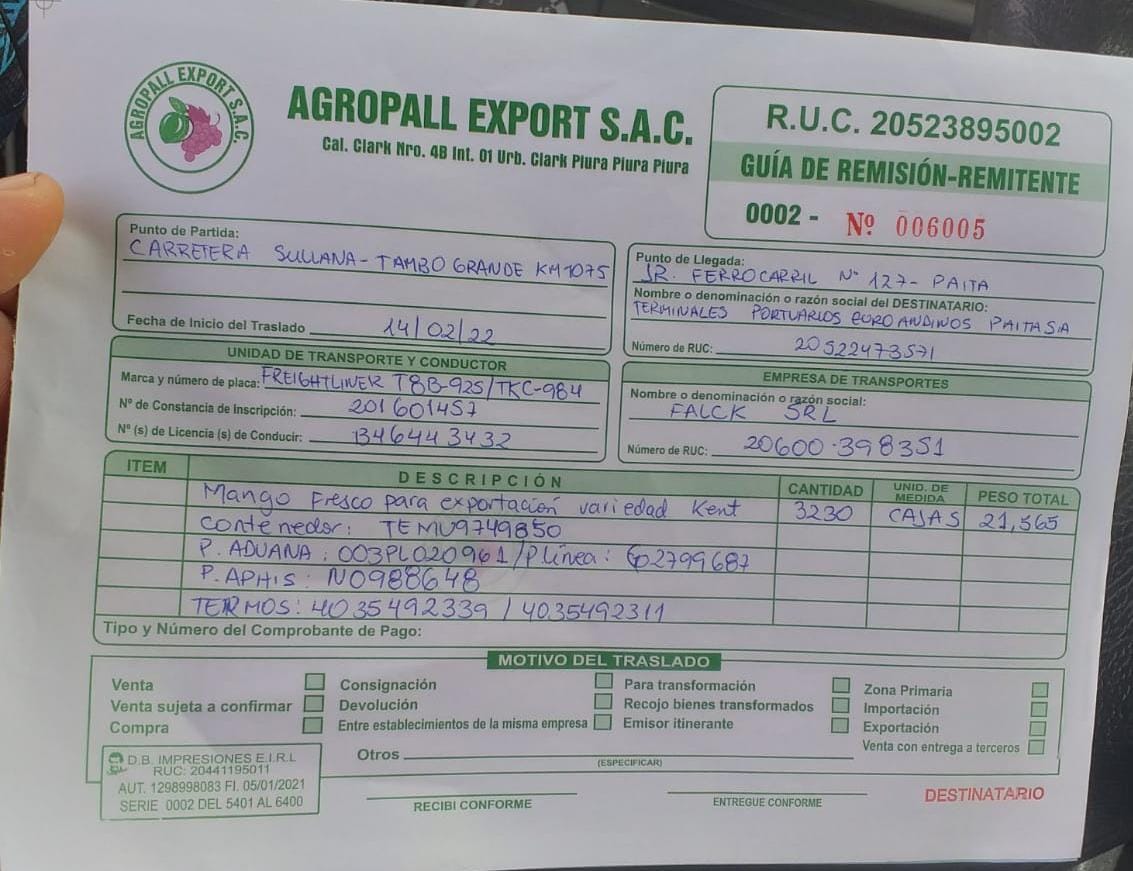 AGROPALL EXPORT S.A.C.
AGROPALL EXPORT S.A.C.
Cal. Clark Nro. 4B Int. 01 Urb. Clark Piura Piura Piura
R.U.C. 20523895002
GUÍA DE REMISIÓN-REMITENTE
0002 - Nº 006005
Punto de Partida:
CARRETERA SULLANA-TAMBO GRANDE KM 1075
Fecha de Inicio del Traslado 14/02/22
Punto de Llegada:
JR. FERROCARRIL Nº 127- PAITA
Nombre o denominación o razón social del DESTINATARIO:
TERMINALES PORTUARIOS EUROANDINOS PAITA SA
Número de RUC: 20522473571
UNIDAD DE TRANSPORTE Y CONDUCTOR
Marca y número de placa: FREIGHTLINER T8B-925/TKC-984
Nº de Constancia de Inscripción: 201601457
Nº (s) de Licencia (s) de Conducir: B46443432
EMPRESA DE TRANSPORTES
Nombre o denominación o razón social:
FALCK SRL
Número de RUC: 20600398351
ITEM DESCRIPCIÓN CANTIDAD UNID. DE MEDIDA PESO TOTAL
Mango Fresco para exportación variedad Kent 3230 CAJAS 21,565
Contenedor: TEMU9749850
P. ADUANA: 003PL020961/P.línea: 62799687
P. APHIS: N0988648
TERMOS: 4035492339 / 4035492311
Tipo y Número del Comprobante de Pago:
MOTIVO DEL TRASLADO
Venta
Venta sujeta a confirmar
Compra
Consignación
Devolución
Entre establecimientos de la misma empresa
Para transformación
Recojo bienes transformados
Emisor itinerante
Zona Primaria
Importación
Exportación
Venta con entrega a terceros
Otros
(ESPECIFICAR)
D.B. IMPRESIONES E.I.R.L
RUC: 20441195011
AUT. 1298998083 FI. 05/01/2021
SERIE 0002 DEL 5401 AL 6400
RECIBI CONFORME
ENTREGUE CONFORME
DESTINATARIO